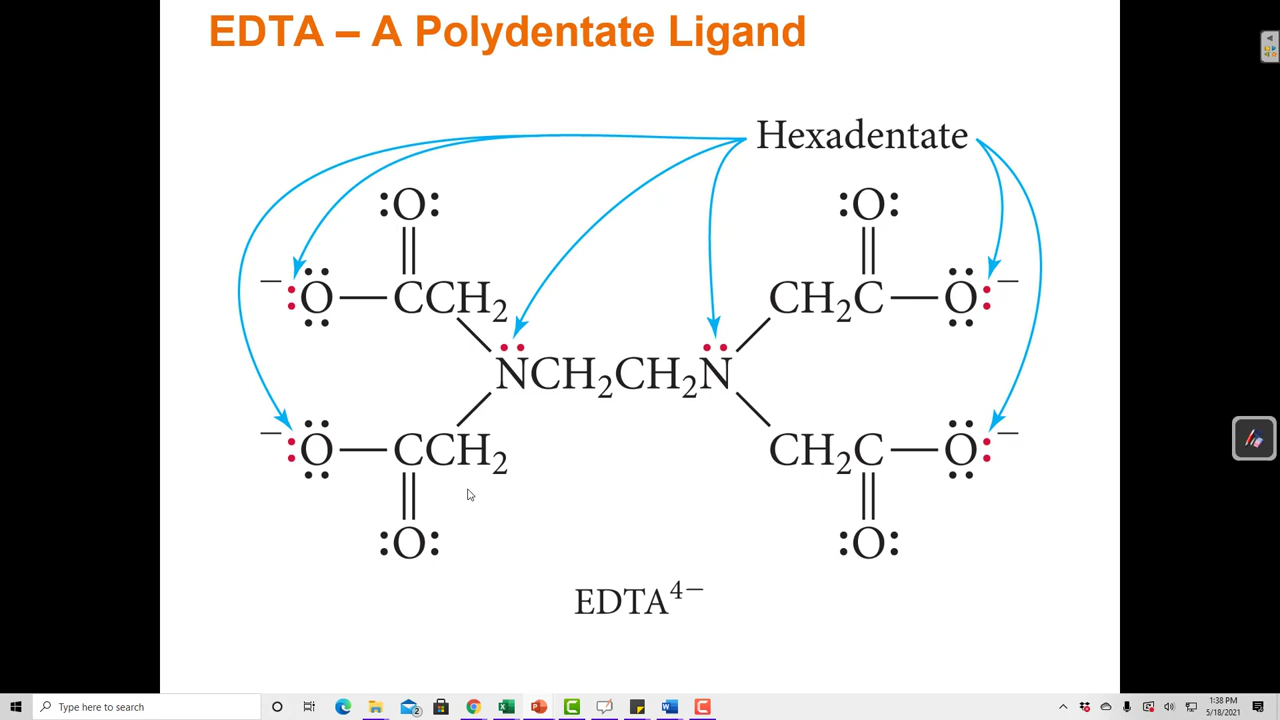 EDTA – A Polydentate Ligand
Hexadentate
:O: :O:
− :O — CCH₂ CH₂C — O: −
NCH₂CH₂N
− :O — CCH₂ CH₂C — O: −
:O: :O:
EDTA⁴⁻
Type here to search
2
1:38 PM
5/18/2021